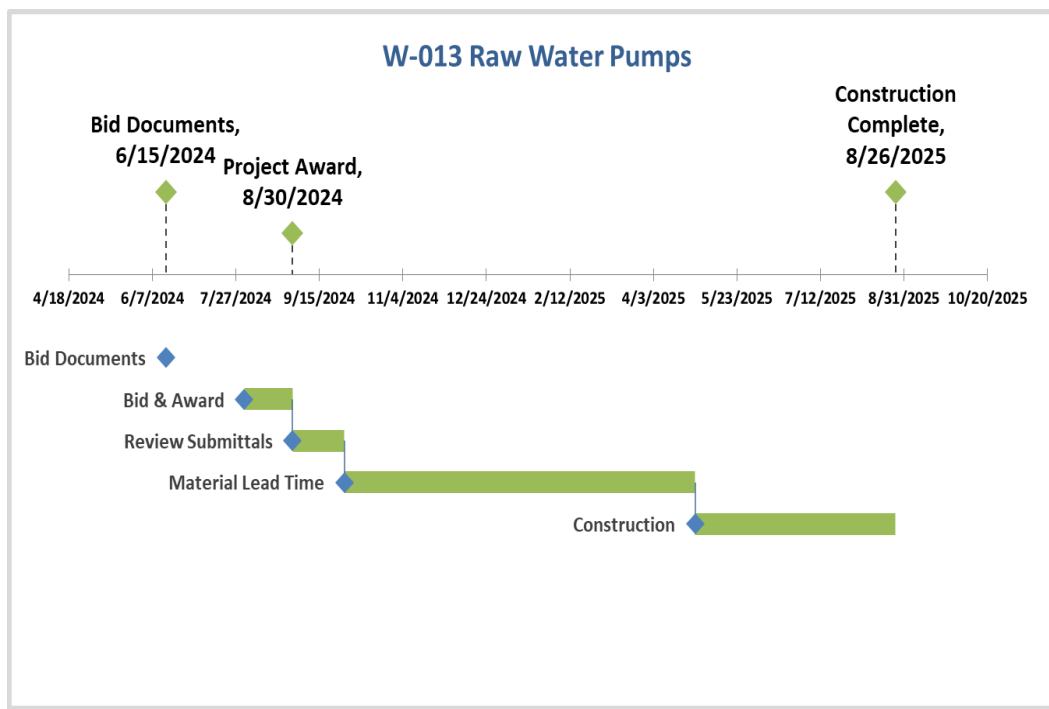 W-013 Raw Water Pumps
Construction
Complete,
8/26/2025
Bid Documents,
6/15/2024
Project Award,
8/30/2024
4/18/2024 6/7/2024 7/27/2024 9/15/2024 11/4/2024 12/24/2024 2/12/2025 4/3/2025 5/23/2025 7/12/2025 8/31/2025 10/20/2025
Bid Documents
Bid & Award
Review Submittals
Material Lead Time
Construction